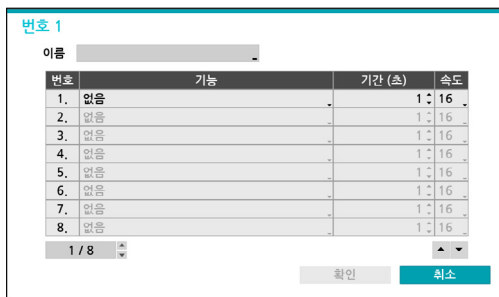 번호 1
이름
번호 기능 기간 (초) 속도
1. 없음 1 16
2. 없음 1 16
3. 없음 1 16
4. 없음 1 16
5. 없음 1 16
6. 없음 1 16
7. 없음 1 16
8. 없음 1 16
1 / 8
확인 취소